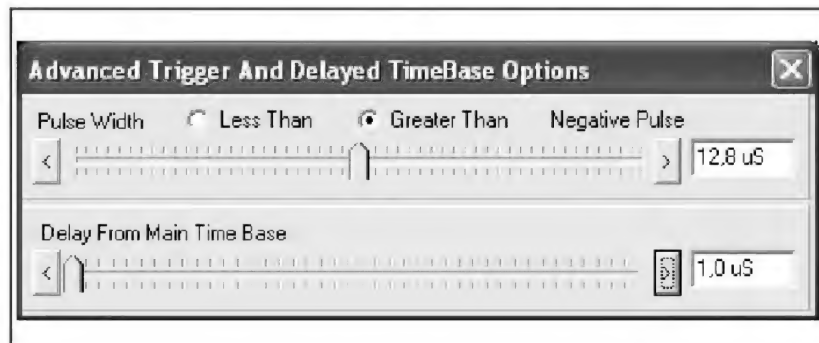 Advanced Trigger And Delayed TimeBase Options
Pulse Width Less Than Greater Than Negative Pulse
< > 12,8 uS
Delay From Main Time Base
< > 1,0 uS